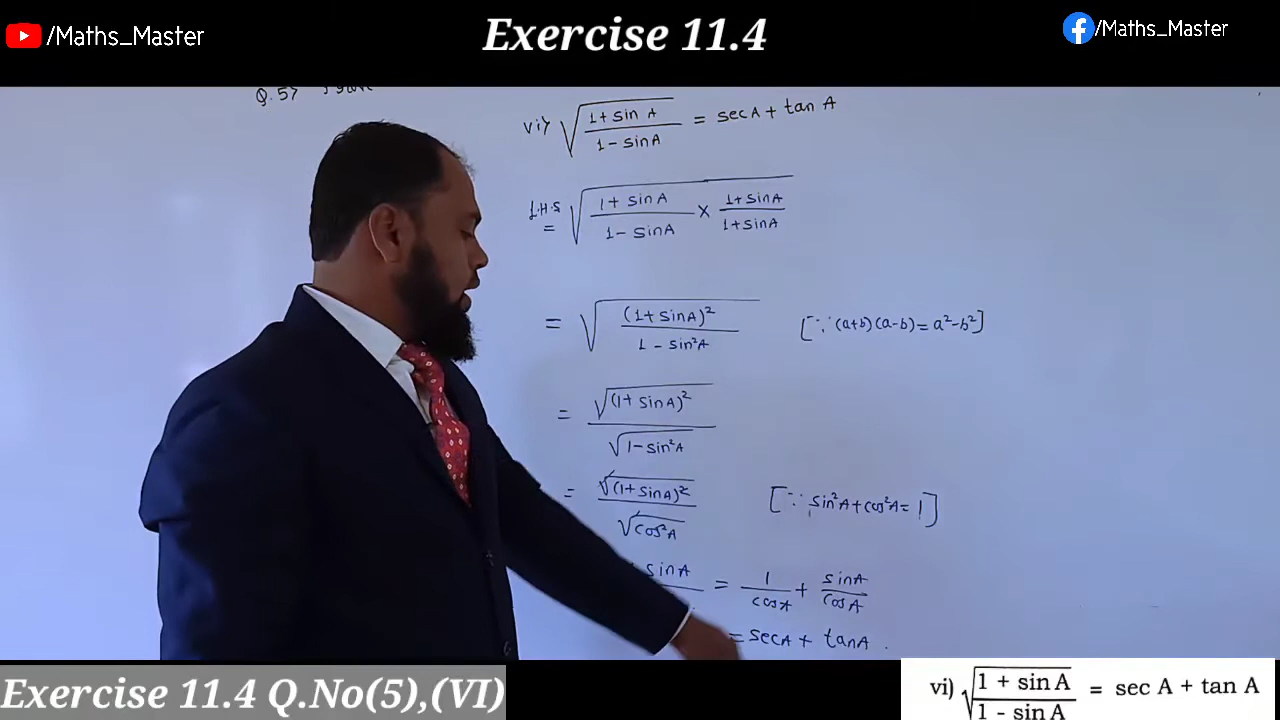 /Maths_Master
Exercise 11.4
/Maths_Master
Q.5>
vi> √(1 + sin A / 1 - sinA) = secA + tan A
L.H.S = √(1 + sinA / 1 - sinA × 1 + sinA / 1 + sinA)
= √((1 + sinA)² / 1 - sin²A) [∵ (a+b)(a-b) = a²-b²]
= √(1 + sinA)² / √1 - sin²A
= √(1 + sinA)² / √cos²A [∵ sin²A + cos²A = 1]
sinA = 1 / cosA + sinA / cosA
= secA + tanA .
Exercise 11.4 Q.No(5),(VI)
vi) √(1 + sin A / 1 - sin A) = sec A + tan A